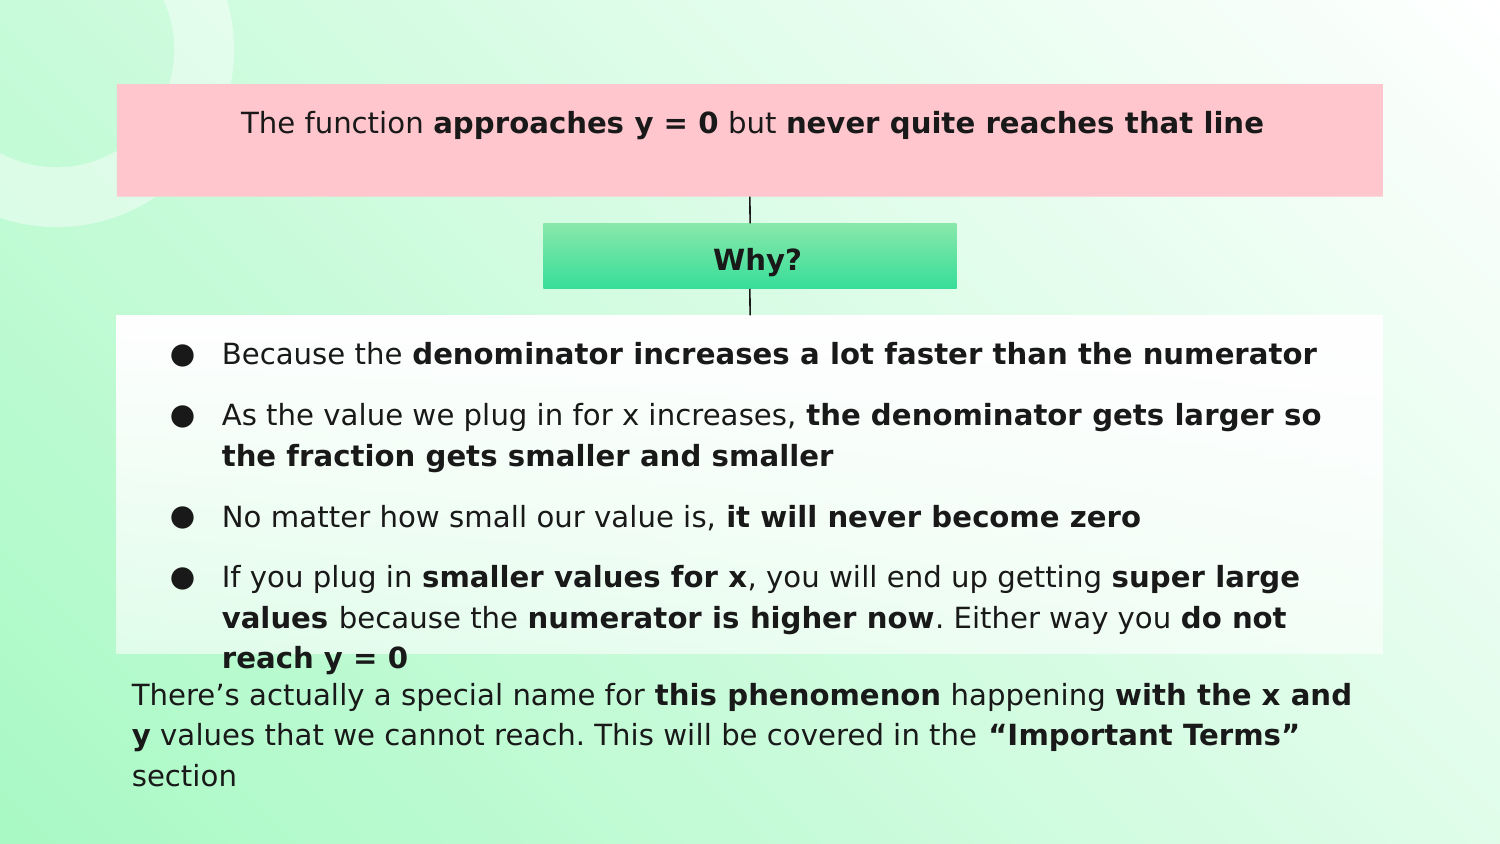 The function approaches y = 0 but never quite reaches that line
Why?
● Because the denominator increases a lot faster than the numerator
● As the value we plug in for x increases, the denominator gets larger so
the fraction gets smaller and smaller
● No matter how small our value is, it will never become zero
● If you plug in smaller values for x, you will end up getting super large
values because the numerator is higher now. Either way you do not
reach y = 0
There’s actually a special name for this phenomenon happening with the x and
y values that we cannot reach. This will be covered in the “Important Terms”
section